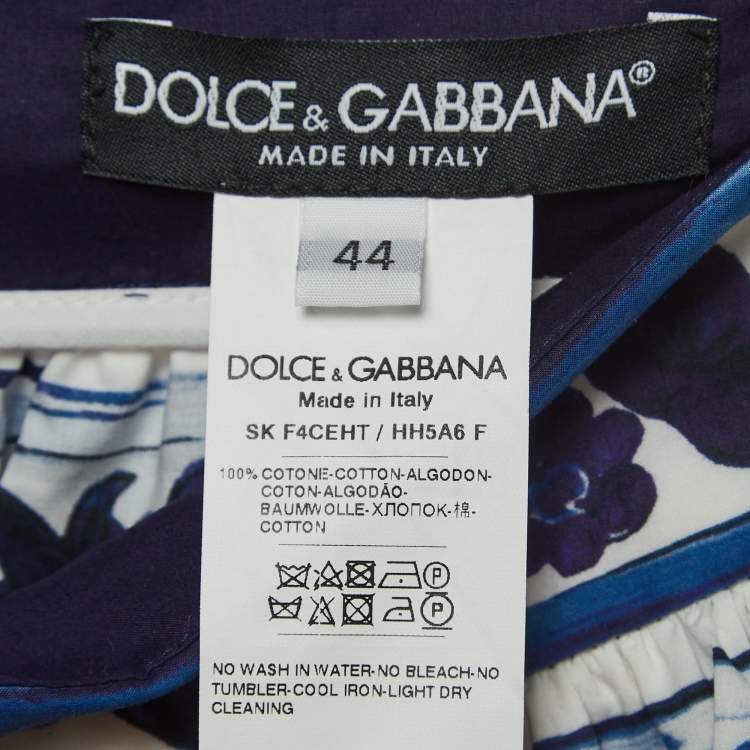 DOLCE & GABBANA®
MADE IN ITALY
44
DOLCE & GABBANA
Made in Italy
SK F4CEHT / HH5A6 F
100% COTONE-COTTON-ALGODON-
COTON-ALGODÃO-
BAUMWOLLE-ХЛОПОК-棉-
COTTON
P
P
NO WASH IN WATER-NO BLEACH-NO
TUMBLER-COOL IRON-LIGHT DRY
CLEANING